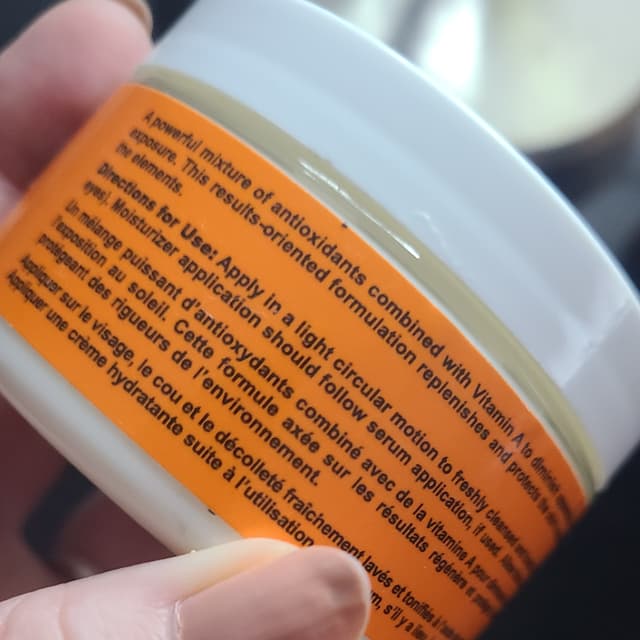 A powerful mixture of antioxidants combined with Vitamin A to diminish
exposure. This results-oriented formulation replenishes and protects the
the elements.
Directions for Use: Apply in a light circular motion to freshly cleansed
eyes). Moisturizer application should follow serum application, if used.
Un mélange puissant d'antioxydants combiné avec de la vitamine A pour
l'exposition au soleil. Cette formule axée sur les résultats régénère et
protègent des rigueurs de l'environnement.
Appliquer sur le visage, le cou et le décolleté fraîchement lavés et tonifiés à
Appliquer une crème hydratante suite à l'utilisation s'il y a